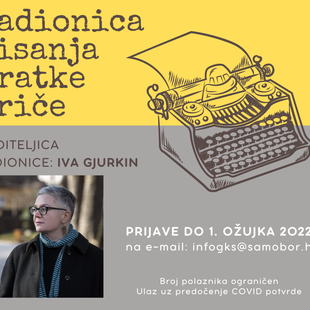 adionica
isanja
ratke
riče
DITELJICA
DIONICE: IVA GJURKIN
PRIJAVE DO 1. OŽUJKA 2022
na e-mail: infogks@samobor.h
Broj polaznika ograničen
Ulaz uz predočenje COVID potvrde